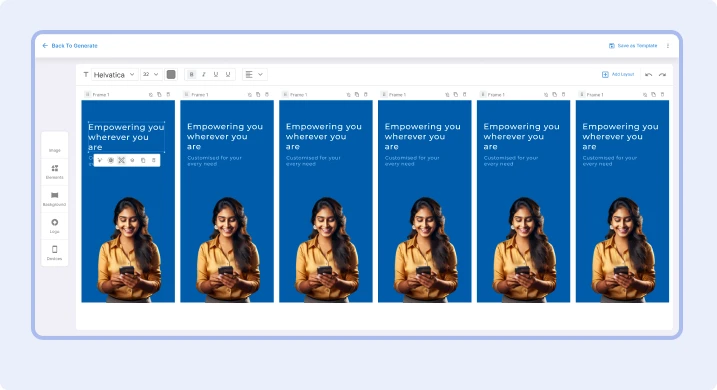 Back To Generate
Save as Template
Helvatica
32
B I U U
Add Layout
Frame 1
Frame 1
Frame 1
Frame 1
Frame 1
Frame 1
Empowering you
wherever you
are
Empowering you
wherever you
are
Customised for your
every need
Empowering you
wherever you
are
Customised for your
every need
Empowering you
wherever you
are
Customised for your
every need
Empowering you
wherever you
are
Customised for your
every need
Empowering you
wherever you
are
Customised for your
every need
Image
Elements
Background
Logo
Devices